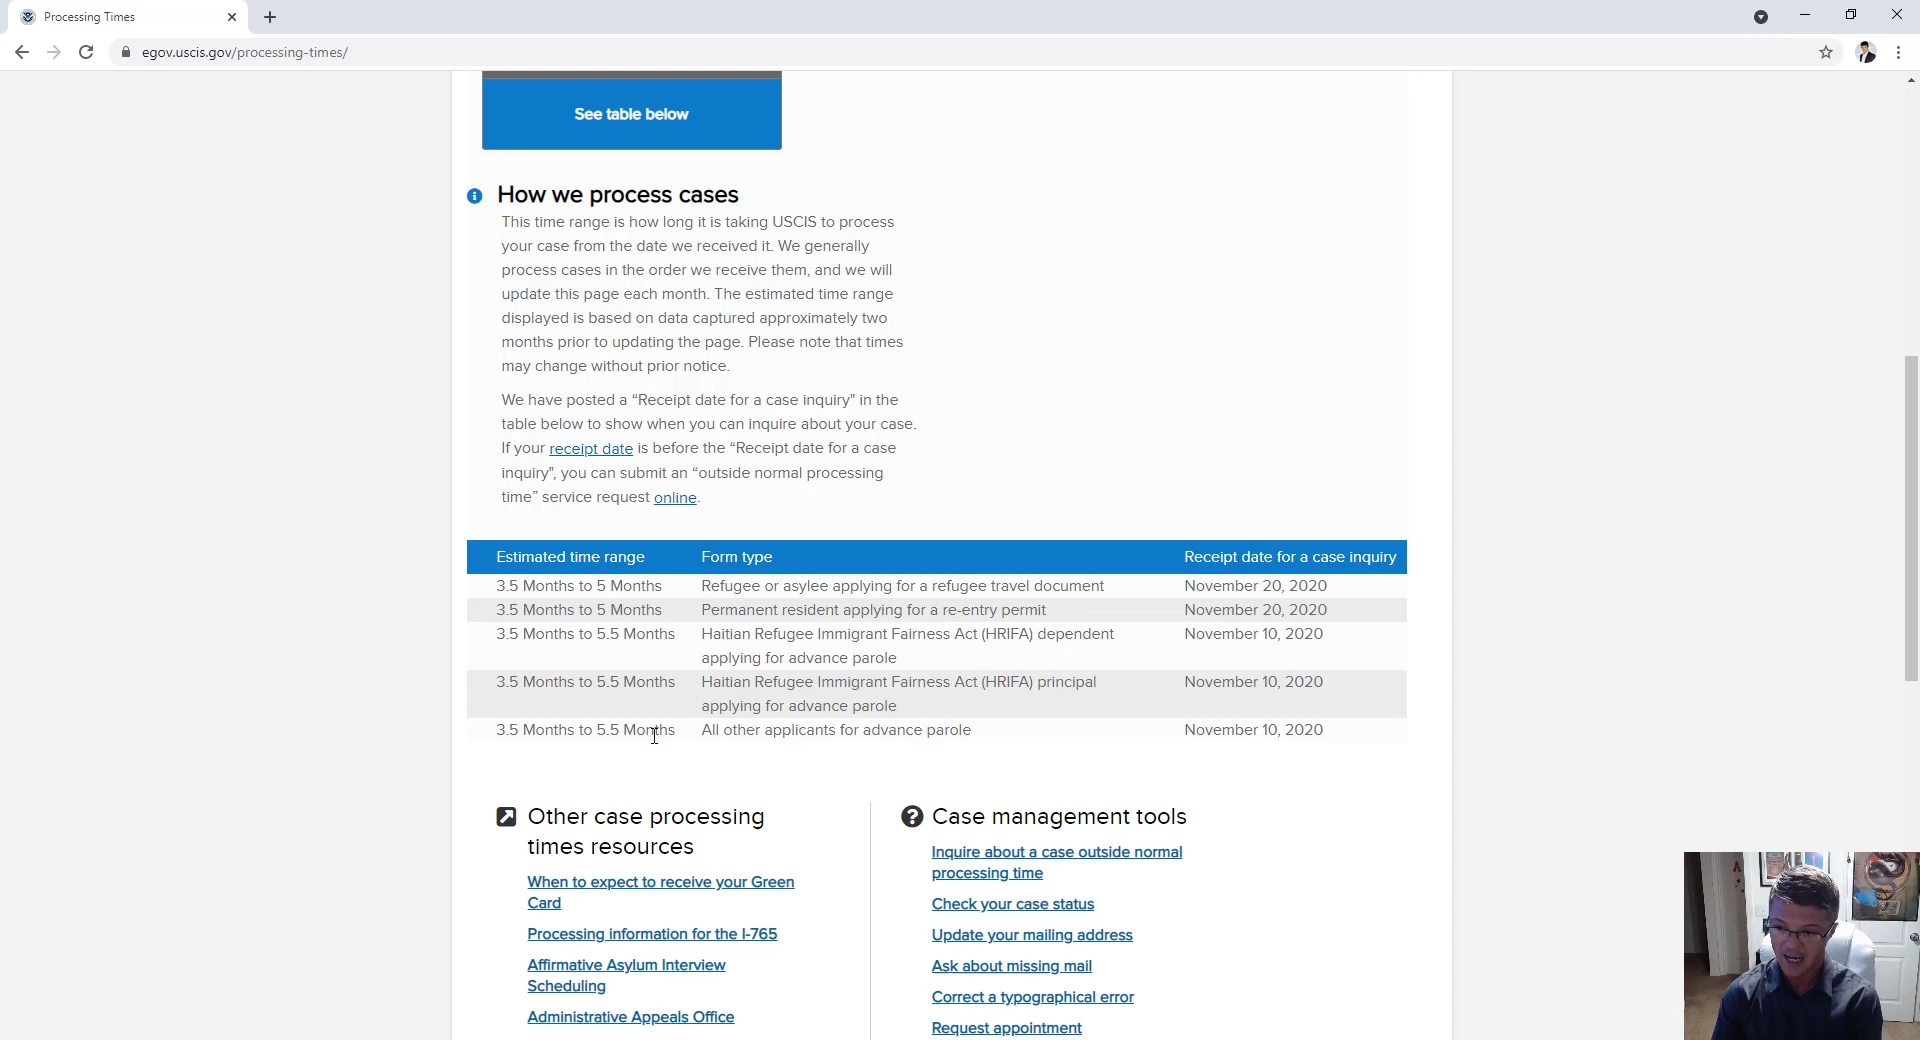 Processing Times
egov.uscis.gov/processing-times/
See table below
How we process cases
This time range is how long it is taking USCIS to process
your case from the date we received it. We generally
process cases in the order we receive them, and we will
update this page each month. The estimated time range
displayed is based on data captured approximately two
months prior to updating the page. Please note that times
may change without prior notice.
We have posted a “Receipt date for a case inquiry" in the
table below to show when you can inquire about your case.
If your receipt date is before the “Receipt date for a case
inquiry", you can submit an “outside normal processing
time” service request online.
Estimated time range Form type Receipt date for a case inquiry
3.5 Months to 5 Months Refugee or asylee applying for a refugee travel document November 20, 2020
3.5 Months to 5 Months Permanent resident applying for a re-entry permit November 20, 2020
3.5 Months to 5.5 Months Haitian Refugee Immigrant Fairness Act (HRIFA) dependent November 10, 2020
applying for advance parole
3.5 Months to 5.5 Months Haitian Refugee Immigrant Fairness Act (HRIFA) principal November 10, 2020
applying for advance parole
3.5 Months to 5.5 Months All other applicants for advance parole November 10, 2020
Other case processing
times resources
When to expect to receive your Green
Card
Processing information for the I-765
Affirmative Asylum Interview
Scheduling
Administrative Appeals Office
Case management tools
Inquire about a case outside normal
processing time
Check your case status
Update your mailing address
Ask about missing mail
Correct a typographical error
Request appointment